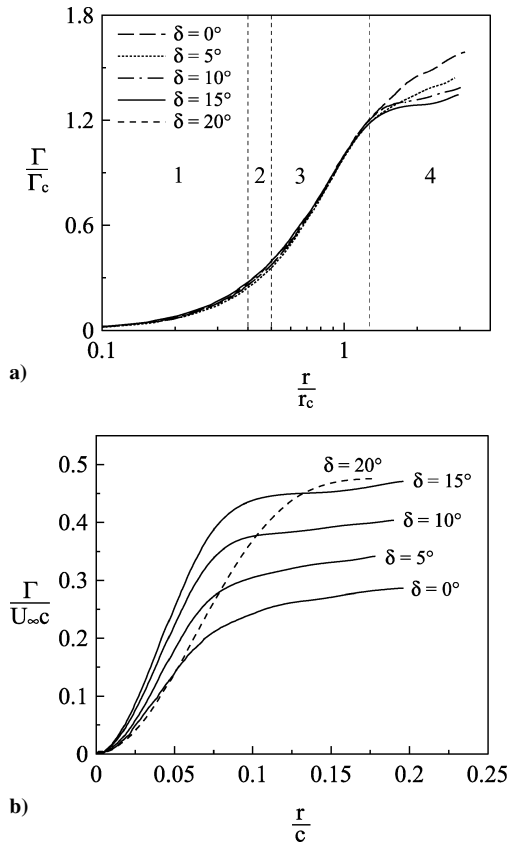 1.8
1.2
0.6
0
Γ
Γc
δ = 0°
δ = 5°
δ = 10°
δ = 15°
δ = 20°
1 2 3 4
0.1 1
r
rc
a)
0.5
0.4
0.3
0.2
0.1
0
Γ
U∞c
δ = 20°
δ = 15°
δ = 10°
δ = 5°
δ = 0°
0 0.05 0.1 0.15 0.2 0.25
r
c
b)